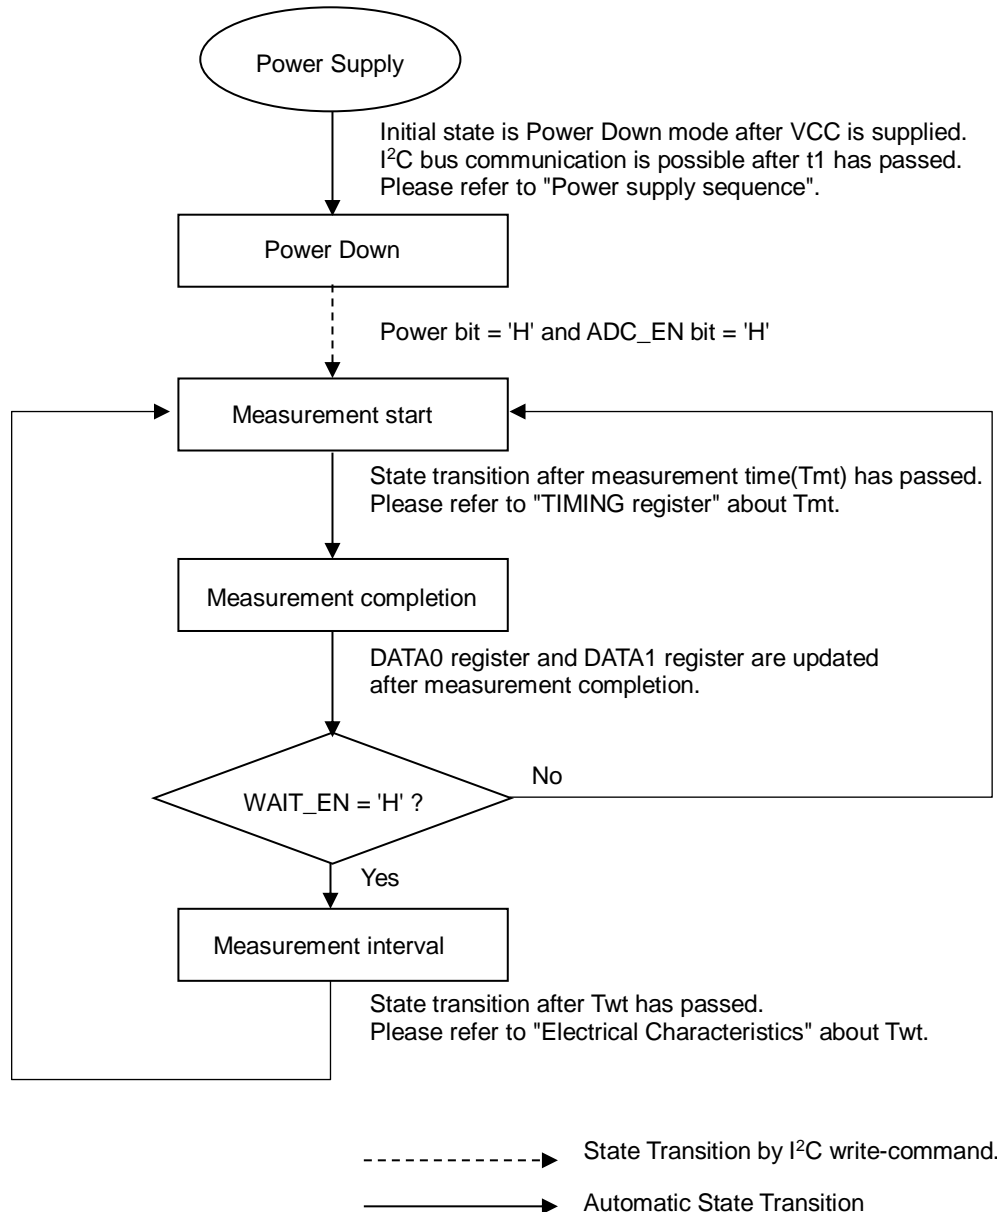 Power Supply
Initial state is Power Down mode after VCC is supplied.
I²C bus communication is possible after t1 has passed.
Please refer to "Power supply sequence".
Power Down
Power bit = 'H' and ADC_EN bit = 'H'
Measurement start
State transition after measurement time(Tmt) has passed.
Please refer to "TIMING register" about Tmt.
Measurement completion
DATA0 register and DATA1 register are updated
after measurement completion.
No
WAIT_EN = 'H' ?
Yes
Measurement interval
State transition after Twt has passed.
Please refer to "Electrical Characteristics" about Twt.
State Transition by I²C write-command.
Automatic State Transition